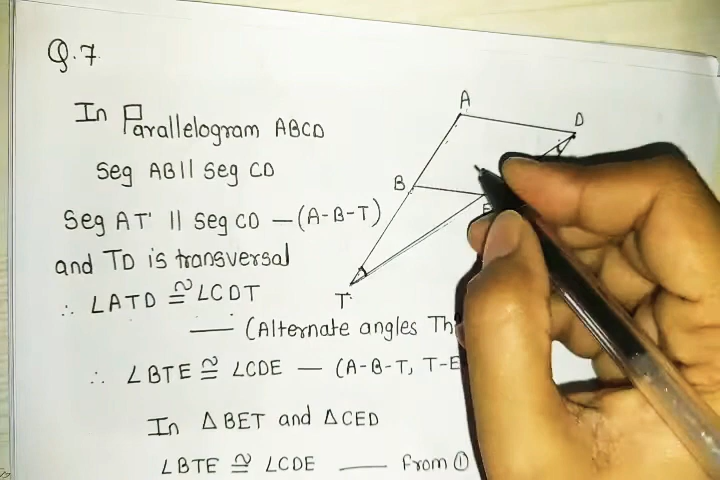 Q.7
In Parallelogram ABCD
Seg AB || Seg CD
Seg AT || Seg CD — (A-B-T)
and TD is transversal
∴ ∠ATD ≅ ∠CDT
— (Alternate angles Th
∴ ∠BTE ≅ ∠CDE — (A-B-T, T-E
In △BET and △CED
∠BTE ≅ ∠CDE — From ①
A
D
B
E
T